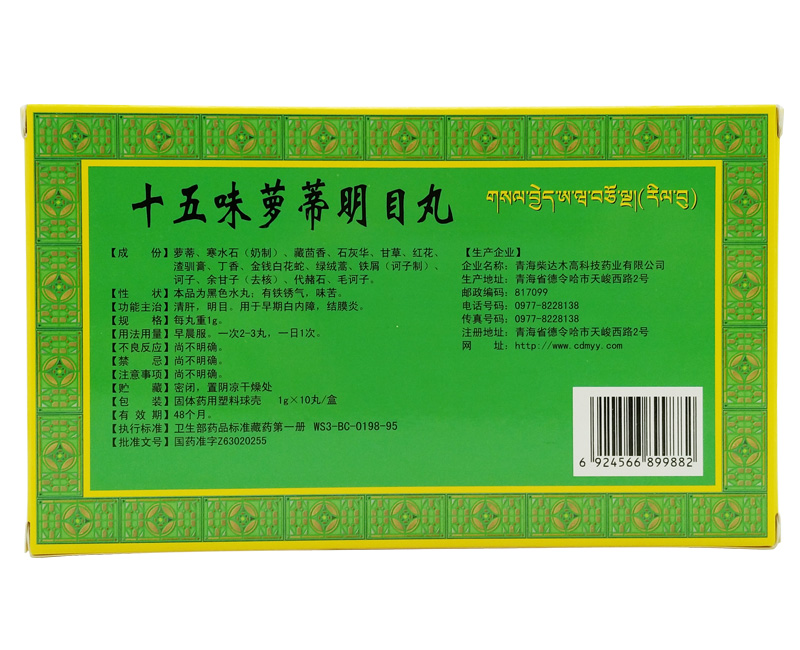 十五味萝蒂明目丸
གསལ་བྱེད་ཨ་ལྦ་བཅོ་ལྔ།(རིལ་བུ)
【成　份】萝蒂、寒水石（奶制）、藏茴香、石灰华、甘草、红花、
渣驯膏、丁香、金钱白花蛇、绿绒蒿、铁屑（诃子制）、
诃子、余甘子（去核）、代赭石、毛诃子。
【性　状】本品为黑色水丸；有铁锈气，味苦。
【功能主治】清肝，明目。用于早期白内障，结膜炎。
【规　格】每丸重1g。
【用法用量】早晨服。一次2-3丸，一日1次。
【不良反应】尚不明确。
【禁　忌】尚不明确。
【注意事项】尚不明确。
【贮　藏】密闭，置阴凉干燥处
【包　装】固体药用塑料球壳　1g×10丸/盒
【有 效 期】48个月。
【执行标准】卫生部药品标准藏药第一册 WS3-BC-0198-95
【批准文号】国药准字Z63020255
【生产企业】
企业名称：青海柴达木高科技药业有限公司
生产地址：青海省德令哈市天峻西路2号
邮政编码：817099
电话号码：0977-8228138
传真号码：0977-8228138
注册地址：青海省德令哈市天峻西路2号
网　址：http://www.cdmyy.com
6 924566 899882